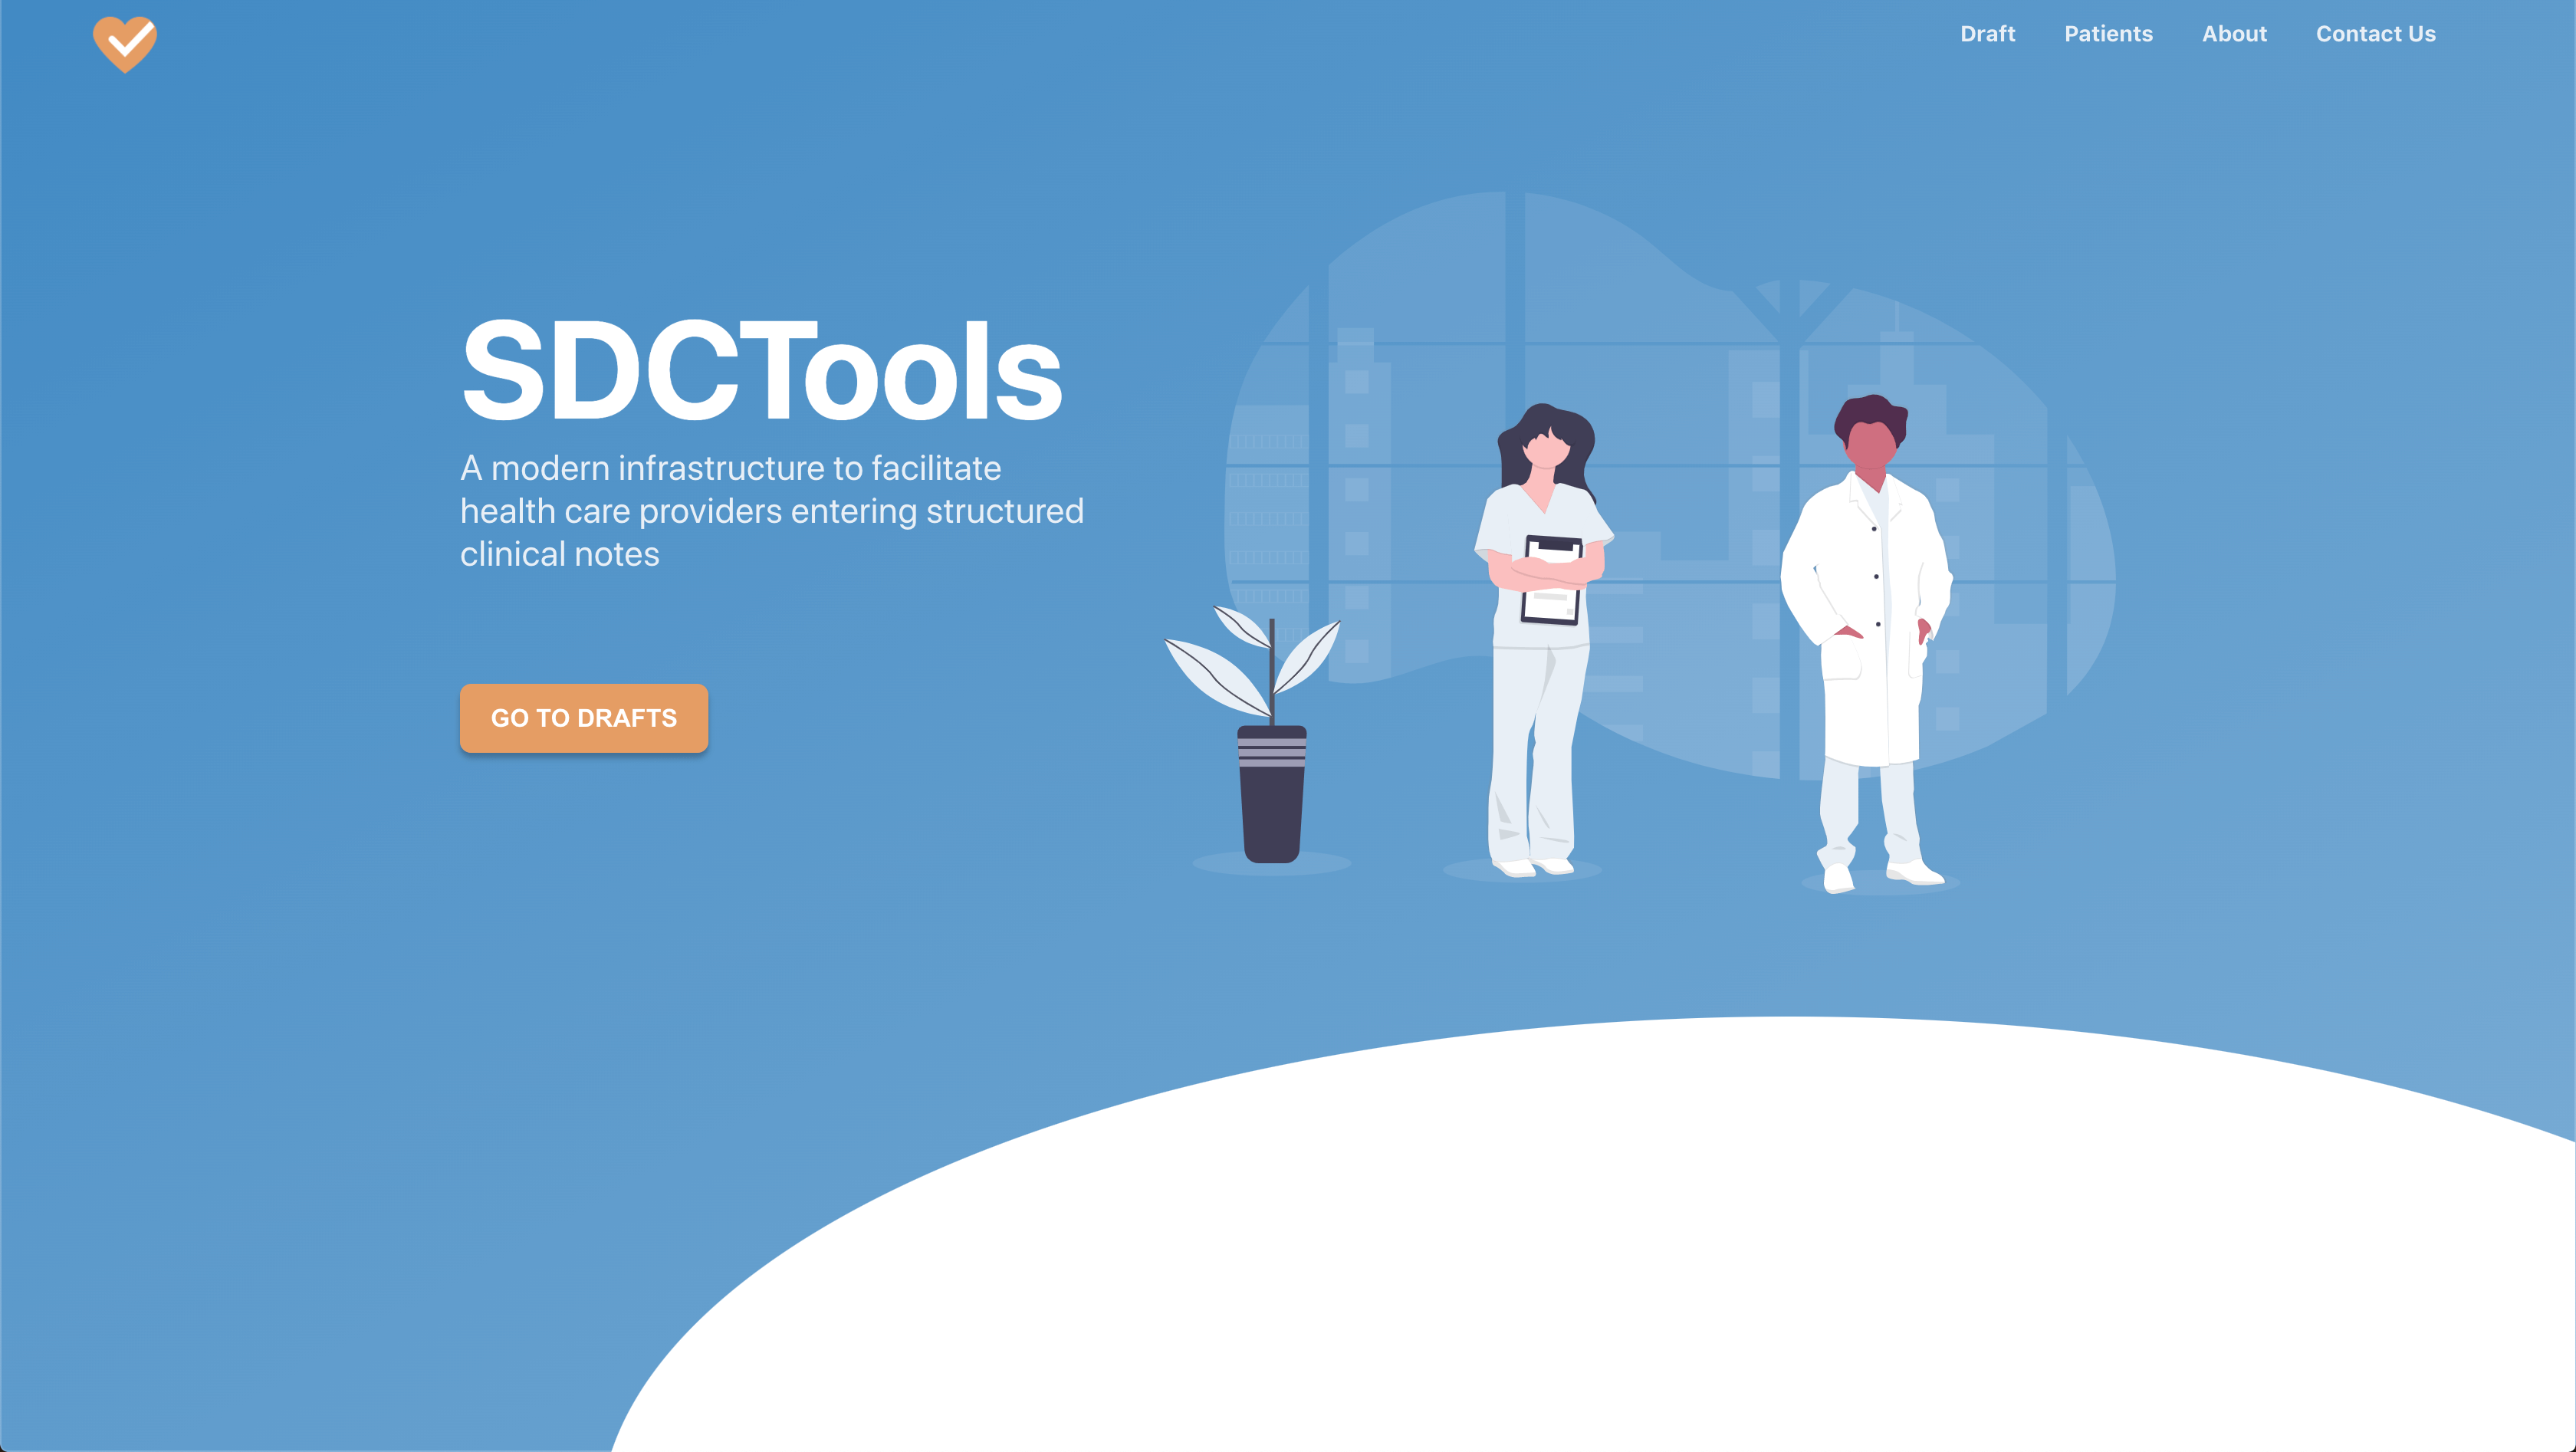 Draft
Patients
About
Contact Us
SDCTools
A modern infrastructure to facilitate
health care providers entering structured
clinical notes
GO TO DRAFTS